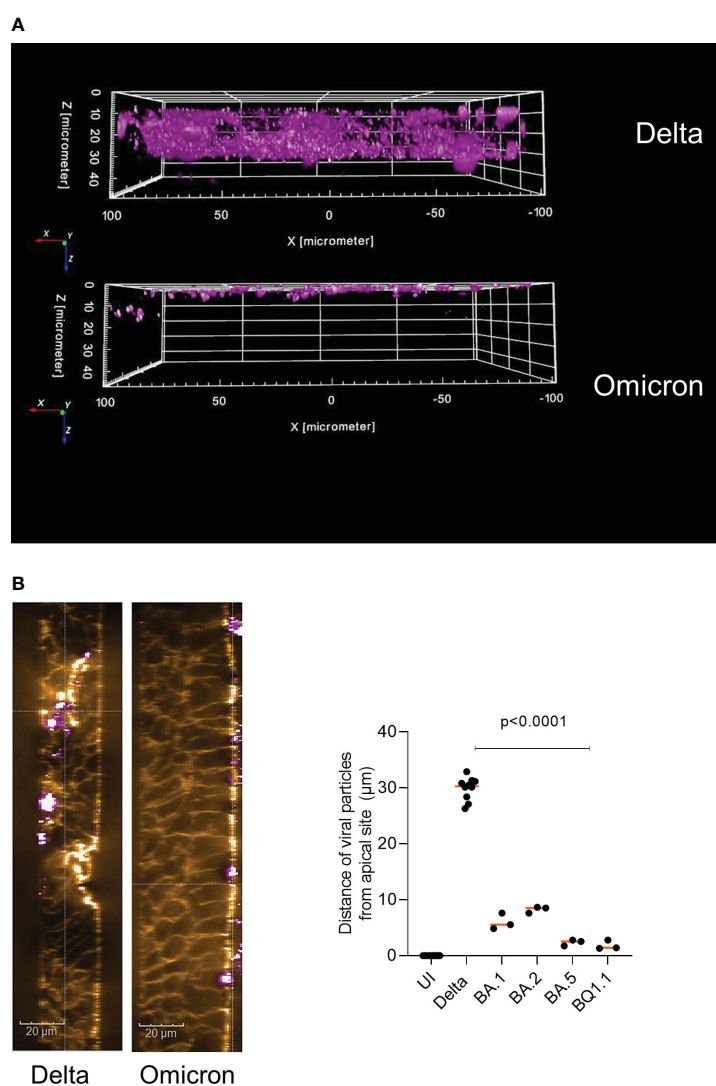 A
0
10
20
30
40
Z [micrometer]
100
50
0
-50
-100
X [micrometer]
Delta
X
Y
Z
0
10
20
30
40
Z [micrometer]
100
50
0
-50
-100
X [micrometer]
Omicron
X
Y
Z
B
20 μm
20 μm
Delta
Omicron
p<0.0001
40
30
20
10
0
Distance of viral particles
from apical site (μm)
UI
Delta
BA.1
BA.2
BA.5
BQ1.1